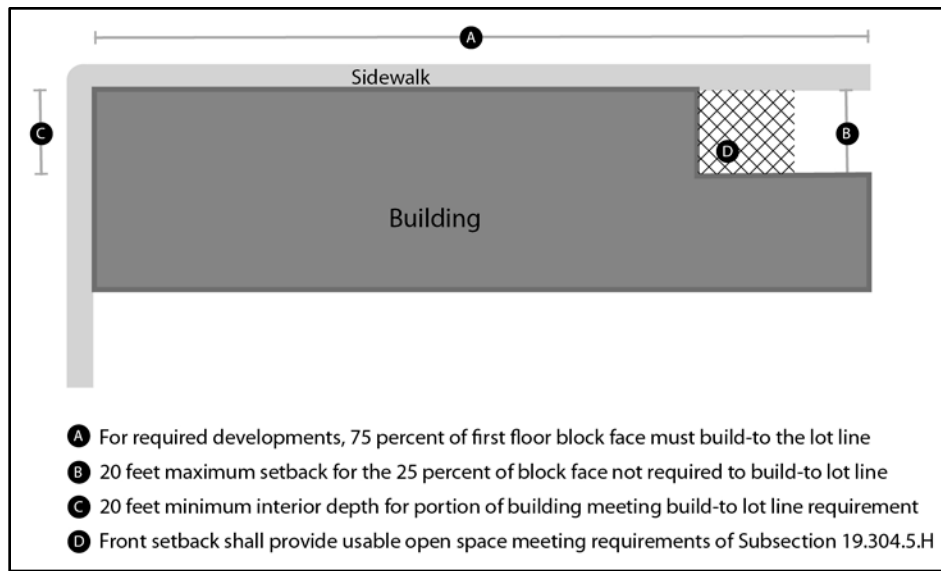 A
Sidewalk
C
B
D
Building
A For required developments, 75 percent of first floor block face must build-to the lot line
B 20 feet maximum setback for the 25 percent of block face not required to build-to lot line
C 20 feet minimum interior depth for portion of building meeting build-to lot line requirement
D Front setback shall provide usable open space meeting requirements of Subsection 19.304.5.H